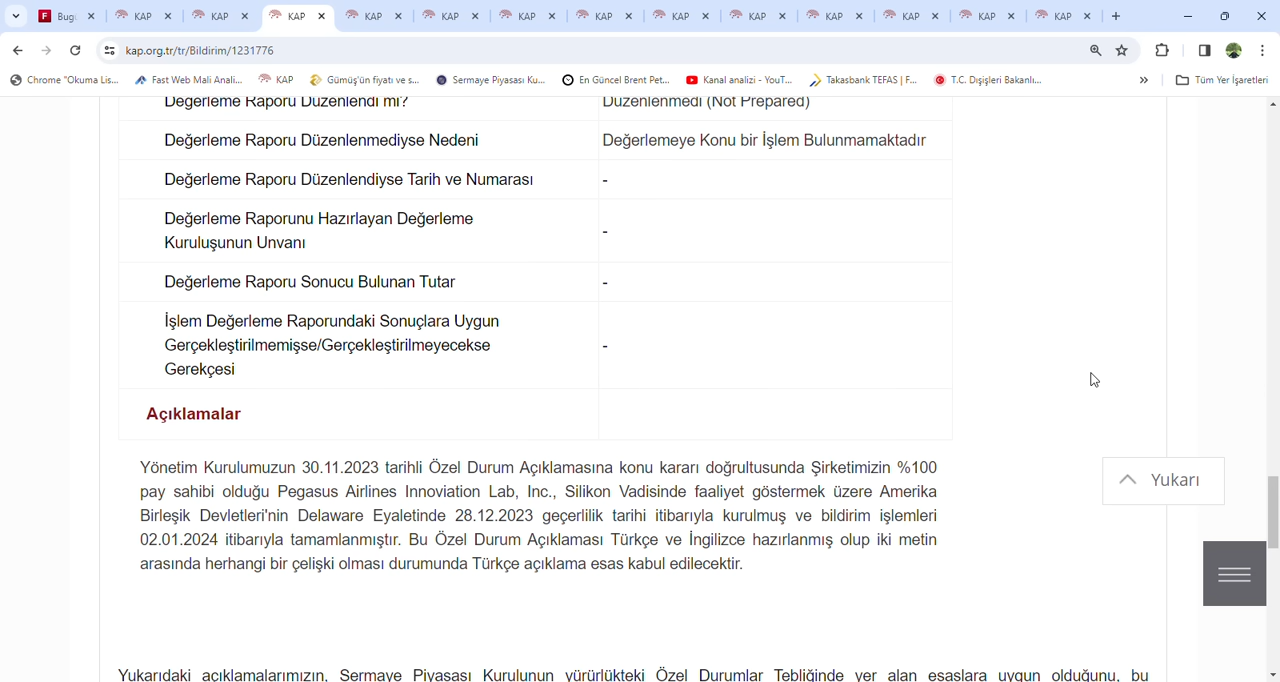 Bugi
KAP
KAP
KAP
KAP
KAP
KAP
KAP
KAP
KAP
KAP
KAP
KAP
KAP
kap.org.tr/tr/Bildirim/1231776
Chrome "Okuma Lis...
Fast Web Mali Anali...
KAP
Gümüş'ün fiyatı ve s...
Sermaye Piyasası Ku...
En Güncel Brent Pet...
Kanal analizi - YouT...
Takasbank TEFAS | F...
T.C. Dışişleri Bakanlı...
Tüm Yer İşaretleri
Değerleme Raporu Düzenlendi mi? Düzenlenmedi (Not Prepared)
Değerleme Raporu Düzenlenmediyse Nedeni Değerlemeye Konu bir İşlem Bulunmamaktadır
Değerleme Raporu Düzenlendiyse Tarih ve Numarası -
Değerleme Raporunu Hazırlayan Değerleme
Kuruluşunun Unvanı -
Değerleme Raporu Sonucu Bulunan Tutar -
İşlem Değerleme Raporundaki Sonuçlara Uygun
Gerçekleştirilmemişse/Gerçekleştirilmeyecekse -
Gerekçesi
Açıklamalar
Yönetim Kurulumuzun 30.11.2023 tarihli Özel Durum Açıklamasına konu kararı doğrultusunda Şirketimizin %100
pay sahibi olduğu Pegasus Airlines Innoviation Lab, Inc., Silikon Vadisinde faaliyet göstermek üzere Amerika
Birleşik Devletleri'nin Delaware Eyaletinde 28.12.2023 geçerlilik tarihi itibarıyla kurulmuş ve bildirim işlemleri
02.01.2024 itibarıyla tamamlanmıştır. Bu Özel Durum Açıklaması Türkçe ve İngilizce hazırlanmış olup iki metin
arasında herhangi bir çelişki olması durumunda Türkçe açıklama esas kabul edilecektir.
Yukarı
Yukarıdaki açıklamalarımızın, Sermaye Piyasası Kurulunun yürürlükteki Özel Durumlar Tebliğinde yer alan esaslara uygun olduğunu, bu